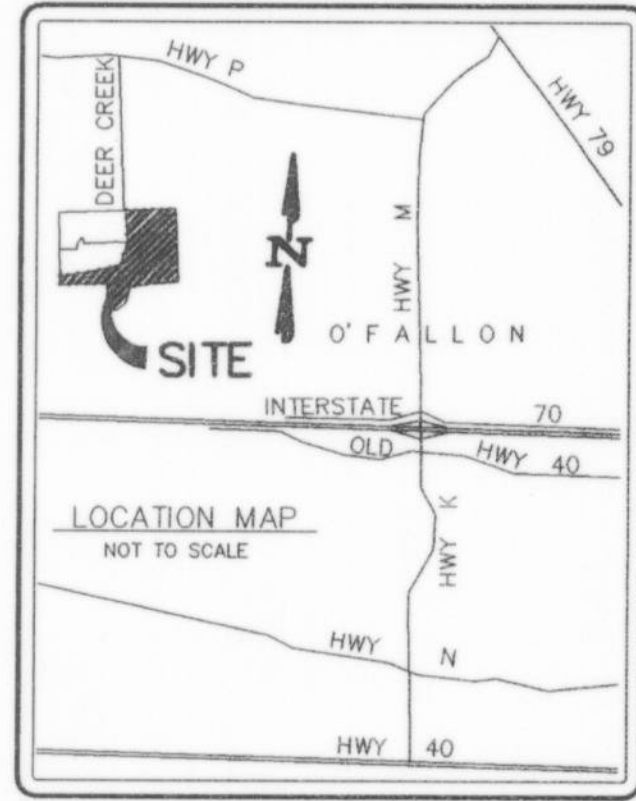 HWY P
DEER CREEK
HWY 79
N
HWY M
O'FALLON
SITE
INTERSTATE 70
OLD HWY 40
LOCATION MAP
NOT TO SCALE
HWY K
HWY N
HWY 40